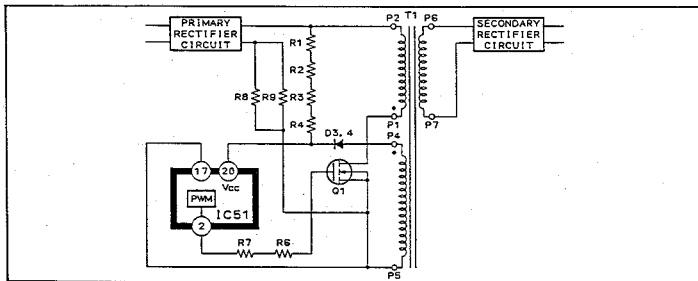 PRIMARY
RECTIFIER
CIRCUIT
P2
T1
P6
SECONDARY
RECTIFIER
CIRCUIT
R1
R2
R8
R9
R3
R4
P1
P7
D3,4
P4
17
20
Vcc
Q1
PWM
IC51
2
R7
R6
P5